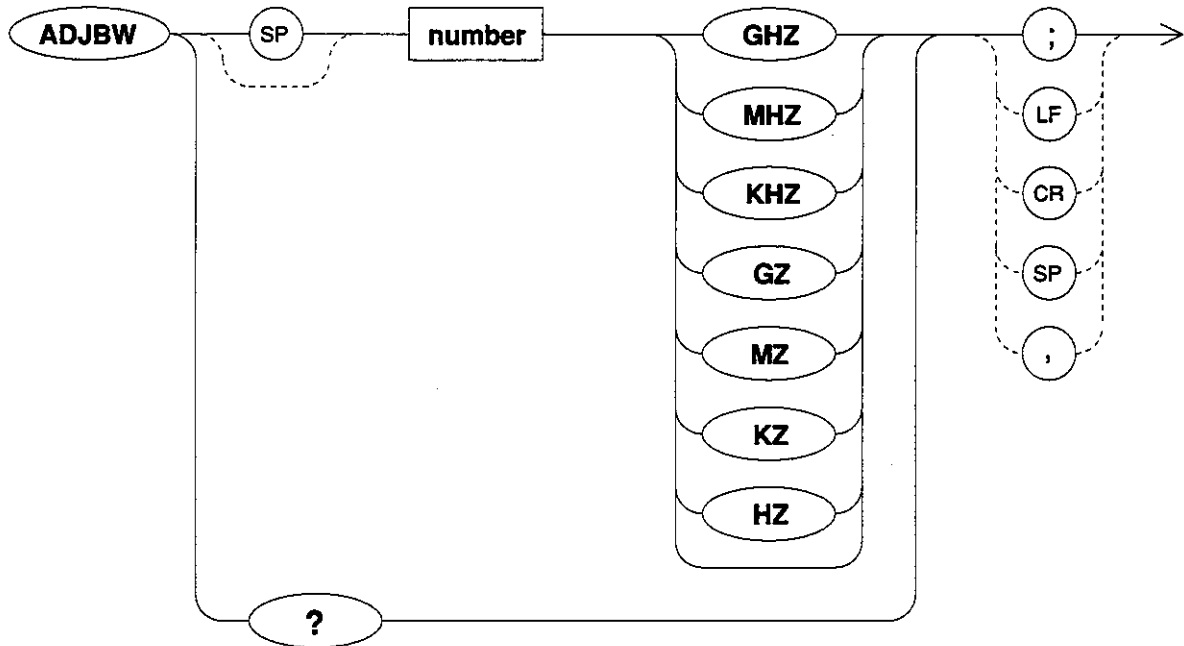 ADJBW SP number GHZ ;
MHZ LF
KHZ CR
GZ SP
MZ ,
KZ
HZ
?